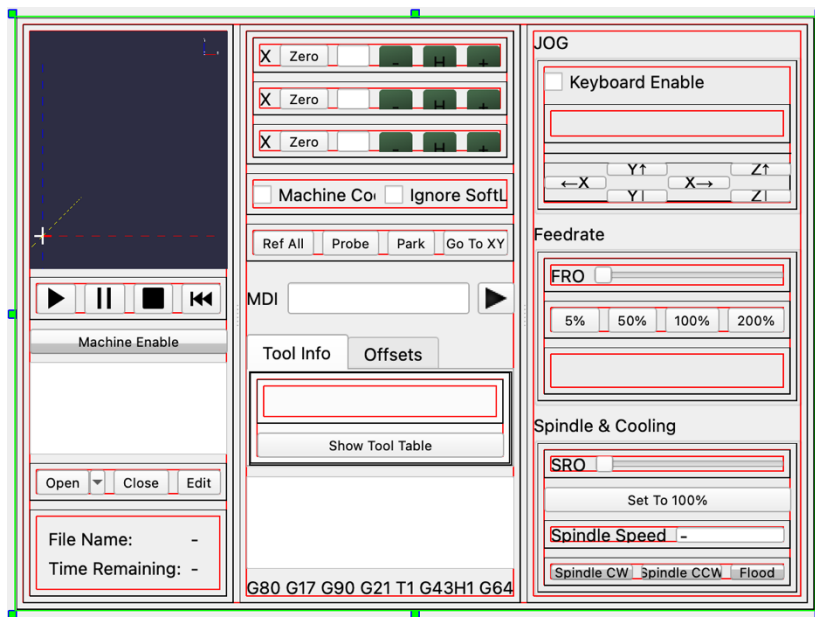 X Zero - H +
X Zero - H +
X Zero - H +
Machine Co Ignore SoftL
Ref All Probe Park Go To XY
MDI
Machine Enable
Tool Info Offsets
Show Tool Table
Open Close Edit
File Name: -
Time Remaining: -
G80 G17 G90 G21 T1 G43H1 G64
JOG
Keyboard Enable
←X Y↑ X→ Z↑
Y Z
Feedrate
FRO
5% 50% 100% 200%
Spindle & Cooling
SRO
Set To 100%
Spindle Speed -
Spindle CW Spindle CCW Flood